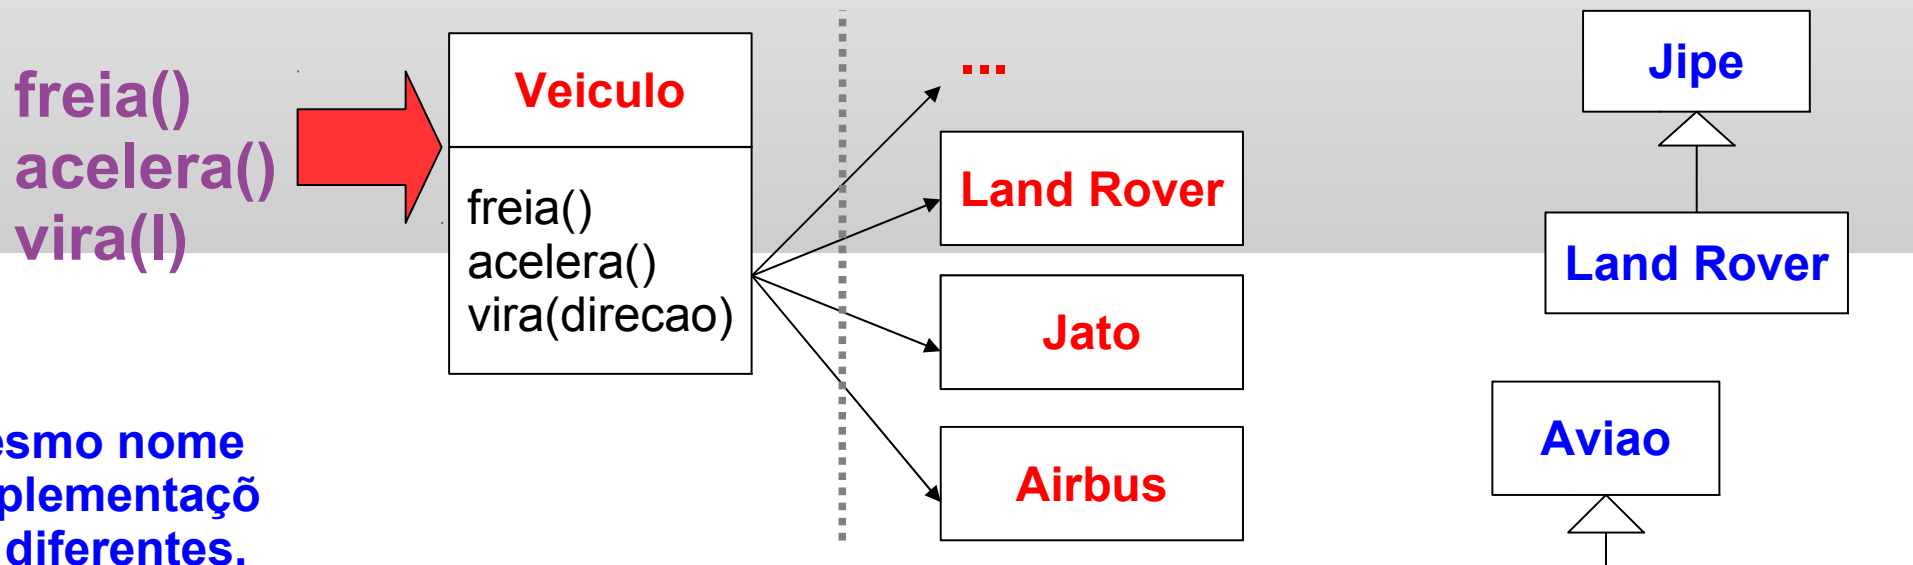 freia()
acelera()
vira(l)
Veiculo
freia()
acelera()
vira(direcao)
...
Land Rover
Jato
Airbus
Jipe
Land Rover
Aviao
esmo nome
plementaçõ
diferentes.